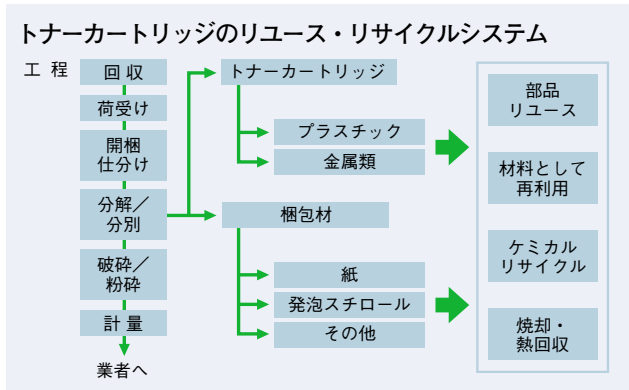 トナーカートリッジのリユース・リサイクルシステム
工 程
回 収
荷受け
開梱
仕分け
分解／
分別
破砕／
粉砕
計 量
業者へ
トナーカートリッジ
プラスチック
金属類
梱包材
紙
発泡スチロール
その他
部品
リユース
材料として
再利用
ケミカル
リサイクル
焼却・
熱回収